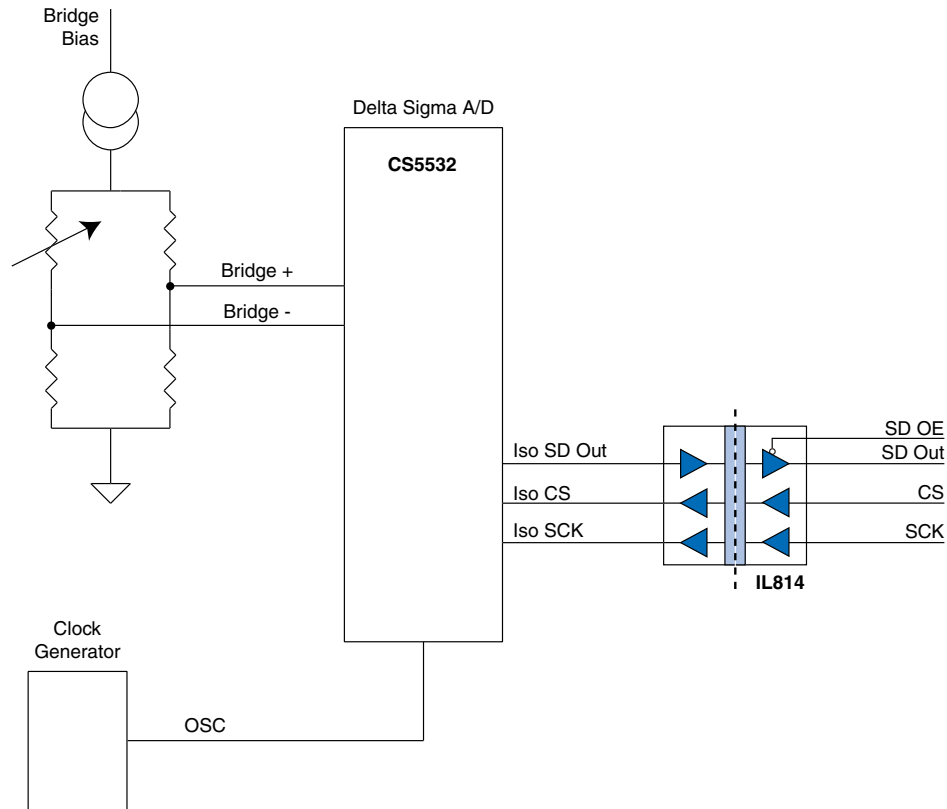 Bridge
Bias
Delta Sigma A/D
CS5532
Bridge +
Bridge -
SD OE
Iso SD Out
SD Out
Iso CS
CS
Iso SCK
SCK
IL814
Clock
Generator
OSC